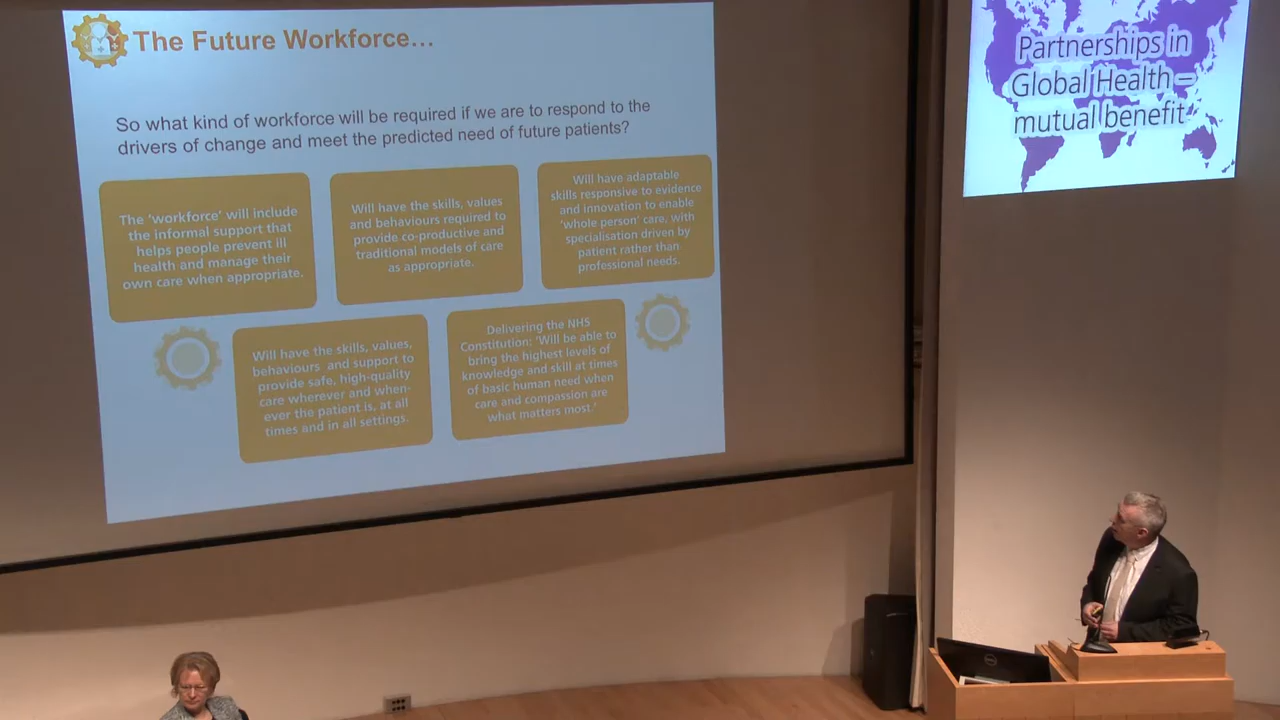 The Future Workforce...
So what kind of workforce will be required if we are to respond to the
drivers of change and meet the predicted need of future patients?
The 'workforce' will include
the informal support that
helps people prevent ill
health and manage their
own care when appropriate.
Will have the skills, values
and behaviours required to
provide co-productive and
traditional models of care
as appropriate.
Will have adaptable
skills responsive to evidence
and innovation to enable
'whole person' care, with
specialisation driven by
patient rather than
professional needs.
Will have the skills, values,
behaviours and support to
provide safe, high-quality
care wherever and when-
ever the patient is, at all
times and in all settings.
Delivering the NHS
Constitution: 'Will be able to
bring the highest levels of
knowledge and skill at times
of basic human need when
care and compassion are
what matters most.'
Partnerships in
Global Health –
mutual benefit